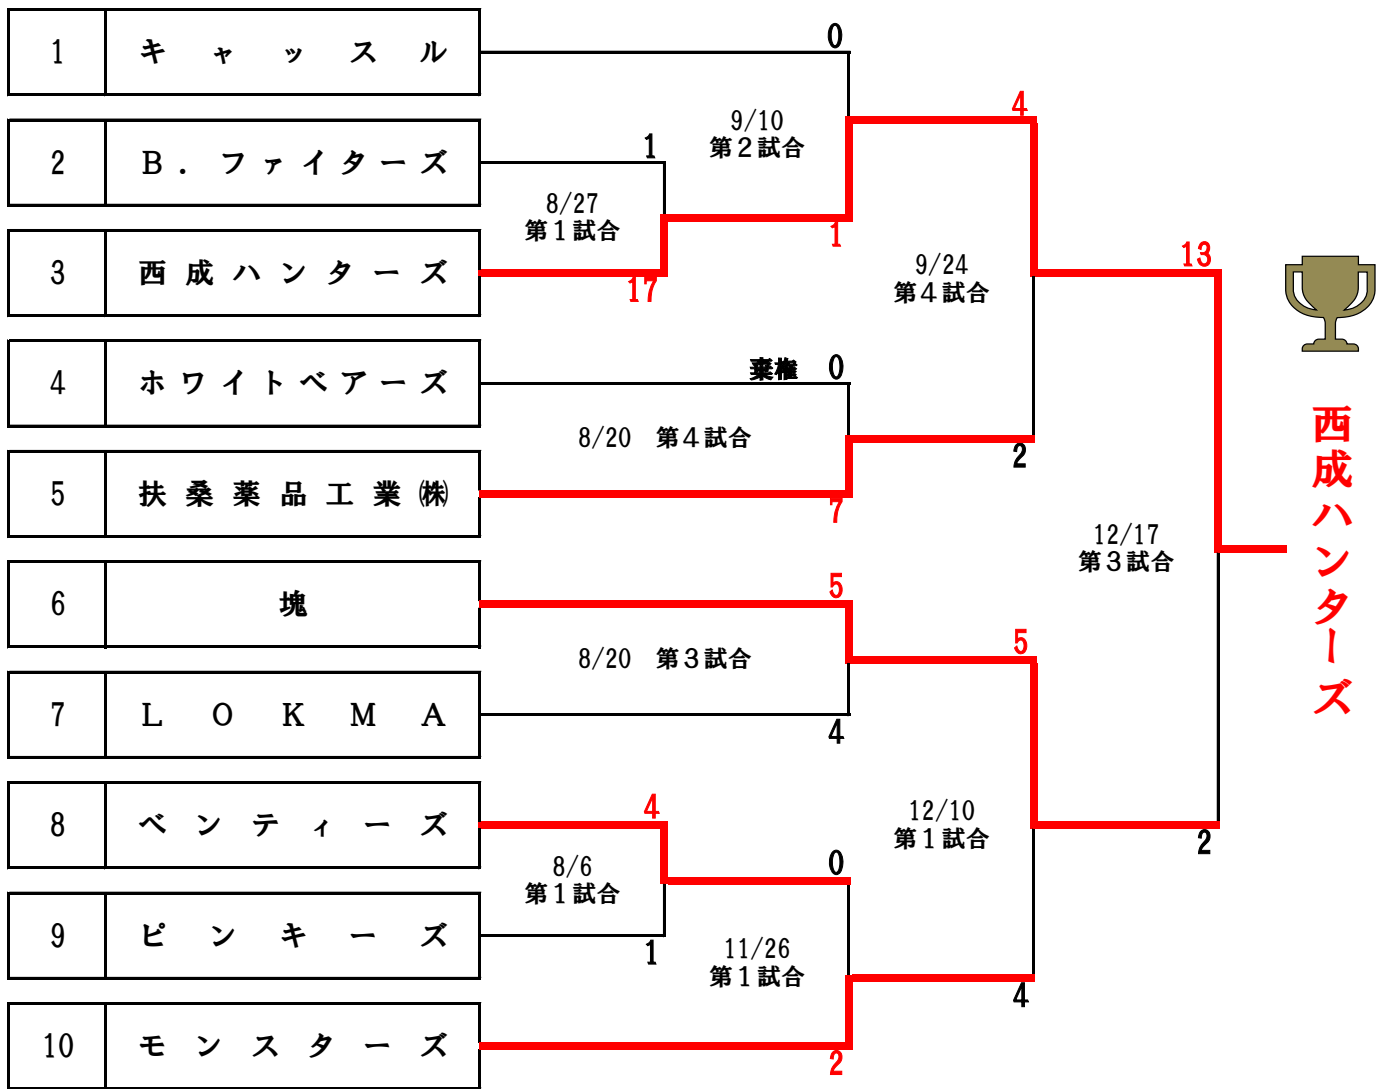 1 キャッスル
0
9/10
第2試合
4
2 B.ファイターズ
1
8/27
第1試合
1
3 西成ハンターズ
17
9/24
第4試合
13
4 ホワイトベアーズ
棄権 0
8/20 第4試合
2
5 扶桑薬品工業㈱
7
12/17
第3試合
西成ハンターズ
6 塊
5
8/20 第3試合
5
7 LOKMA
4
8 ベンティーズ
4
8/6
第1試合
0
12/10
第1試合
2
9 ピンキーズ
1
11/26
第1試合
4
10 モンスターズ
2